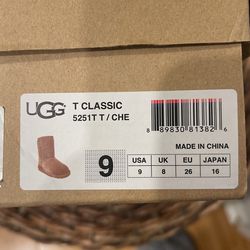 UGG
T CLASSIC
5251T T / CHE
8 89830 81382 6
MADE IN CHINA
9
USA UK EU JAPAN
9 8 26 16